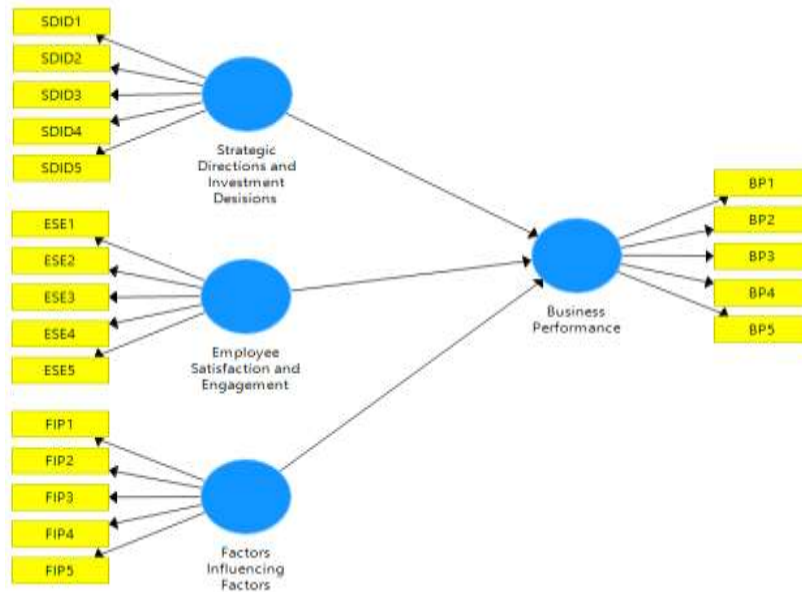 SDID1
SDID2
SDID3
SDID4
SDID5
Strategic
Directions and
Investment
Desisions
ESE1
ESE2
ESE3
ESE4
ESE5
Employee
Satisfaction and
Engagement
FIP1
FIP2
FIP3
FIP4
FIP5
Factors
Influencing
Factors
Business
Performance
BP1
BP2
BP3
BP4
BP5